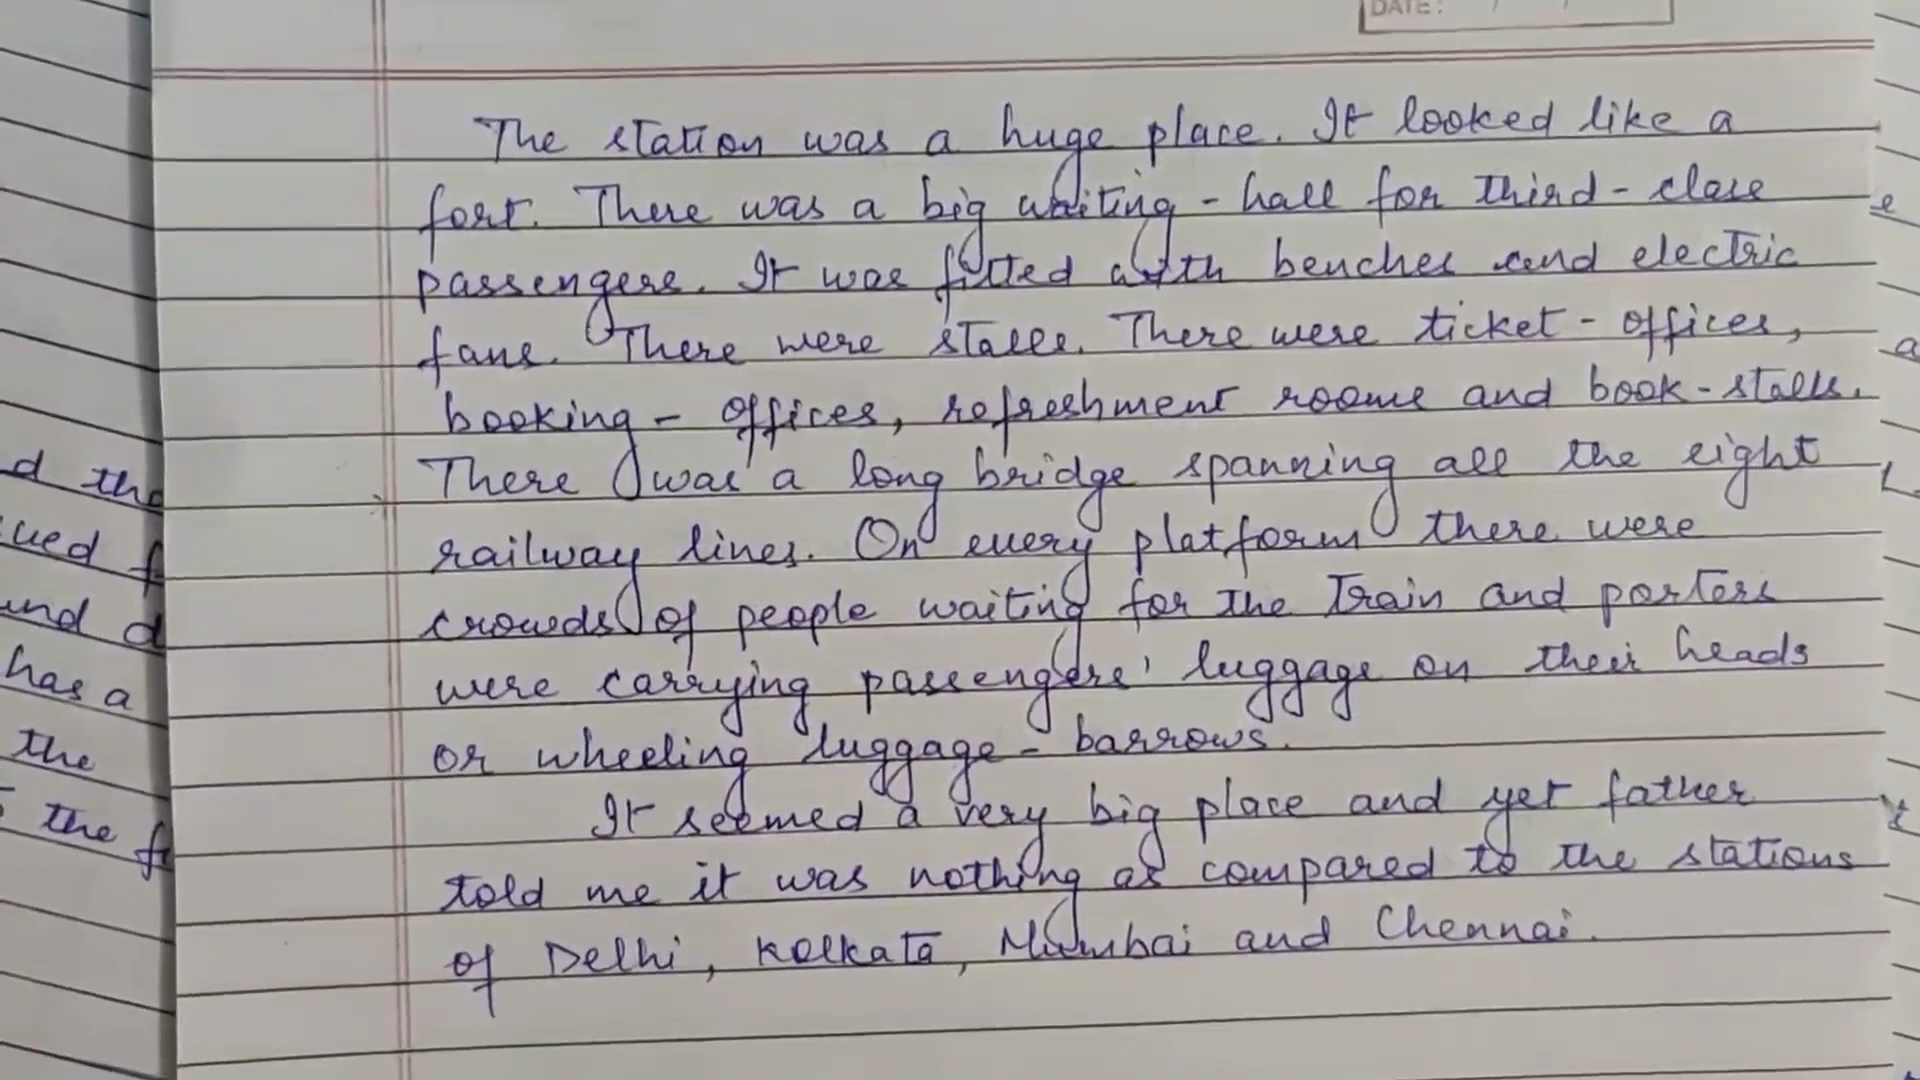 DATE:
The station was a huge place. It looked like a
fort. There was a big waiting - hall for third - class
passengers. It was fitted with benches and electric
fans. There were stalls. There were ticket - offices,
booking - offices, refreshment rooms and book - stalls.
There was a long bridge spanning all the eight
railway lines. On every platform there were
crowds of people waiting for the train and porters
were carrying passengers' luggage on their heads
or wheeling luggage - barrows.
It seemed a very big place and yet father
told me it was nothing as compared to the stations
of Delhi, Kolkata, Mumbai and Chennai.
d the
and d
has a
the
the f